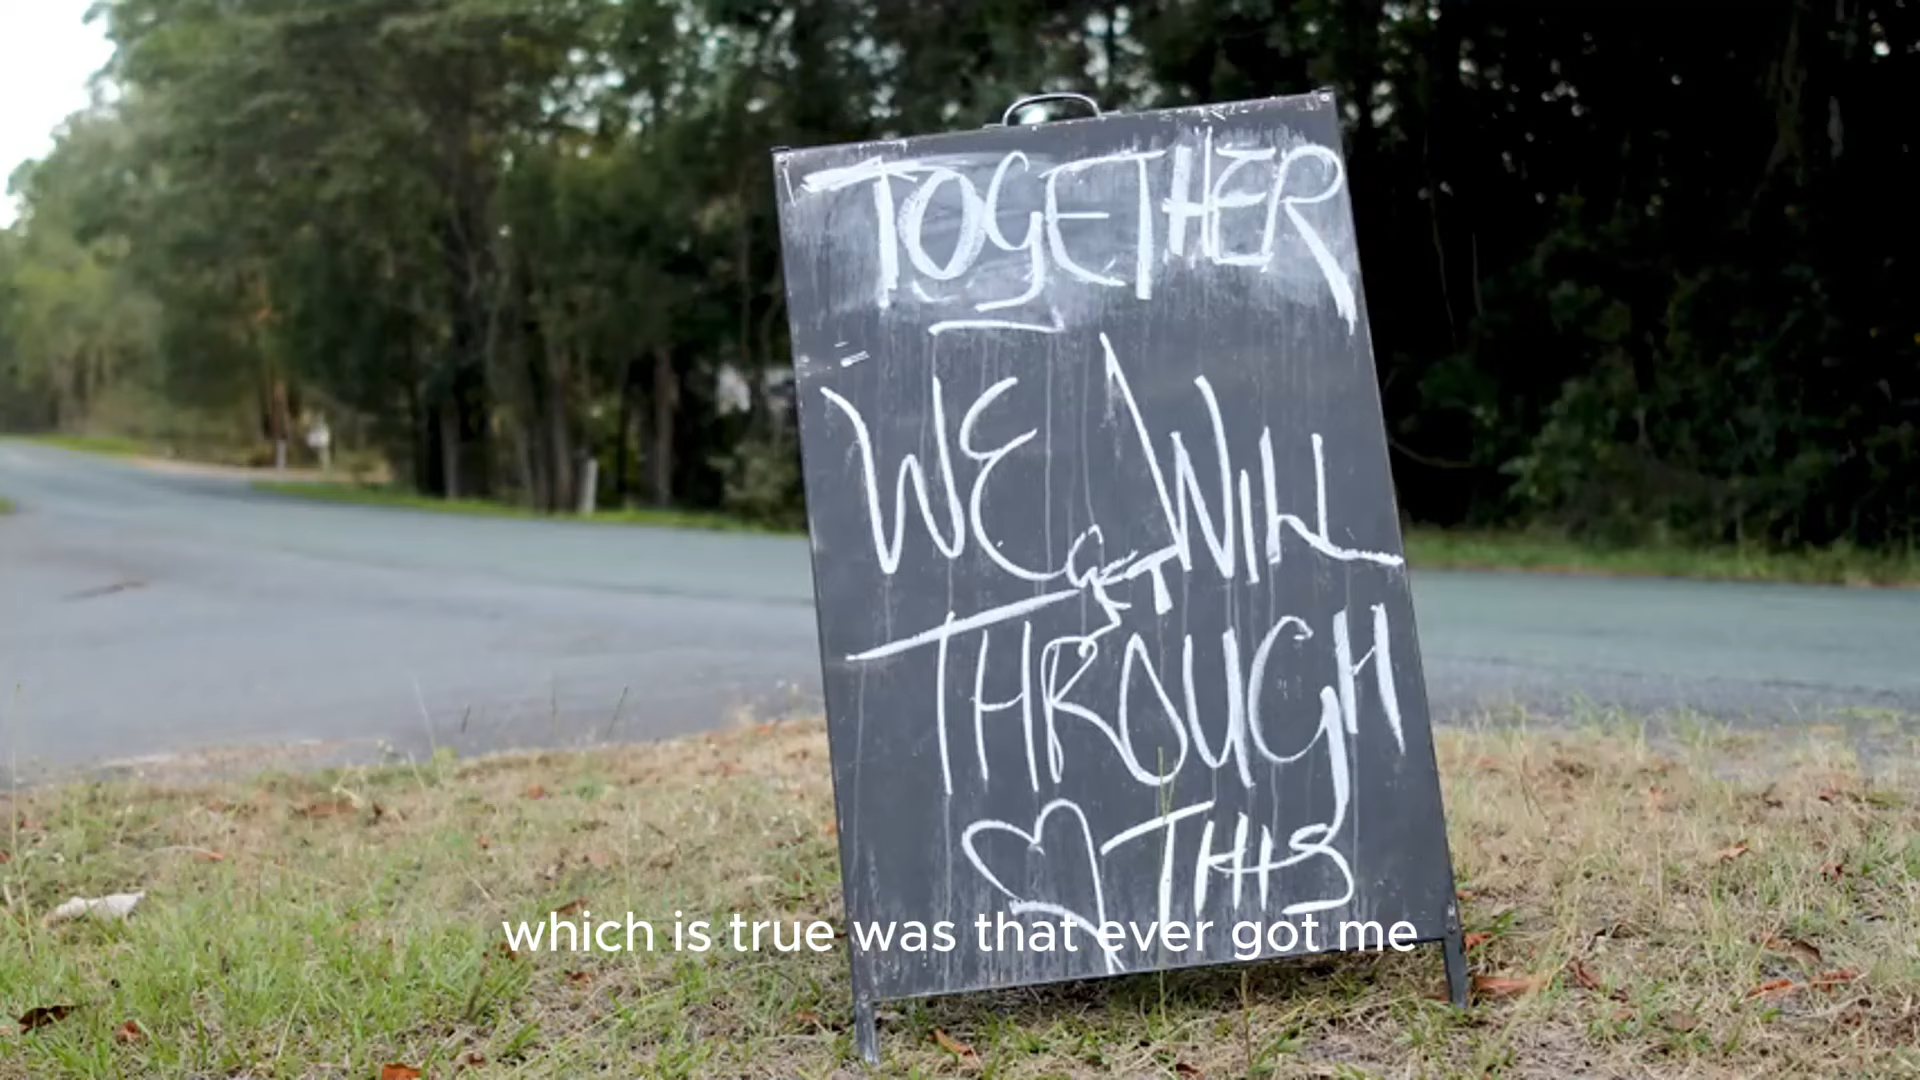 TOGETHER
WE WILL
GET
THROUGH
THIS
which is true was that ever got me